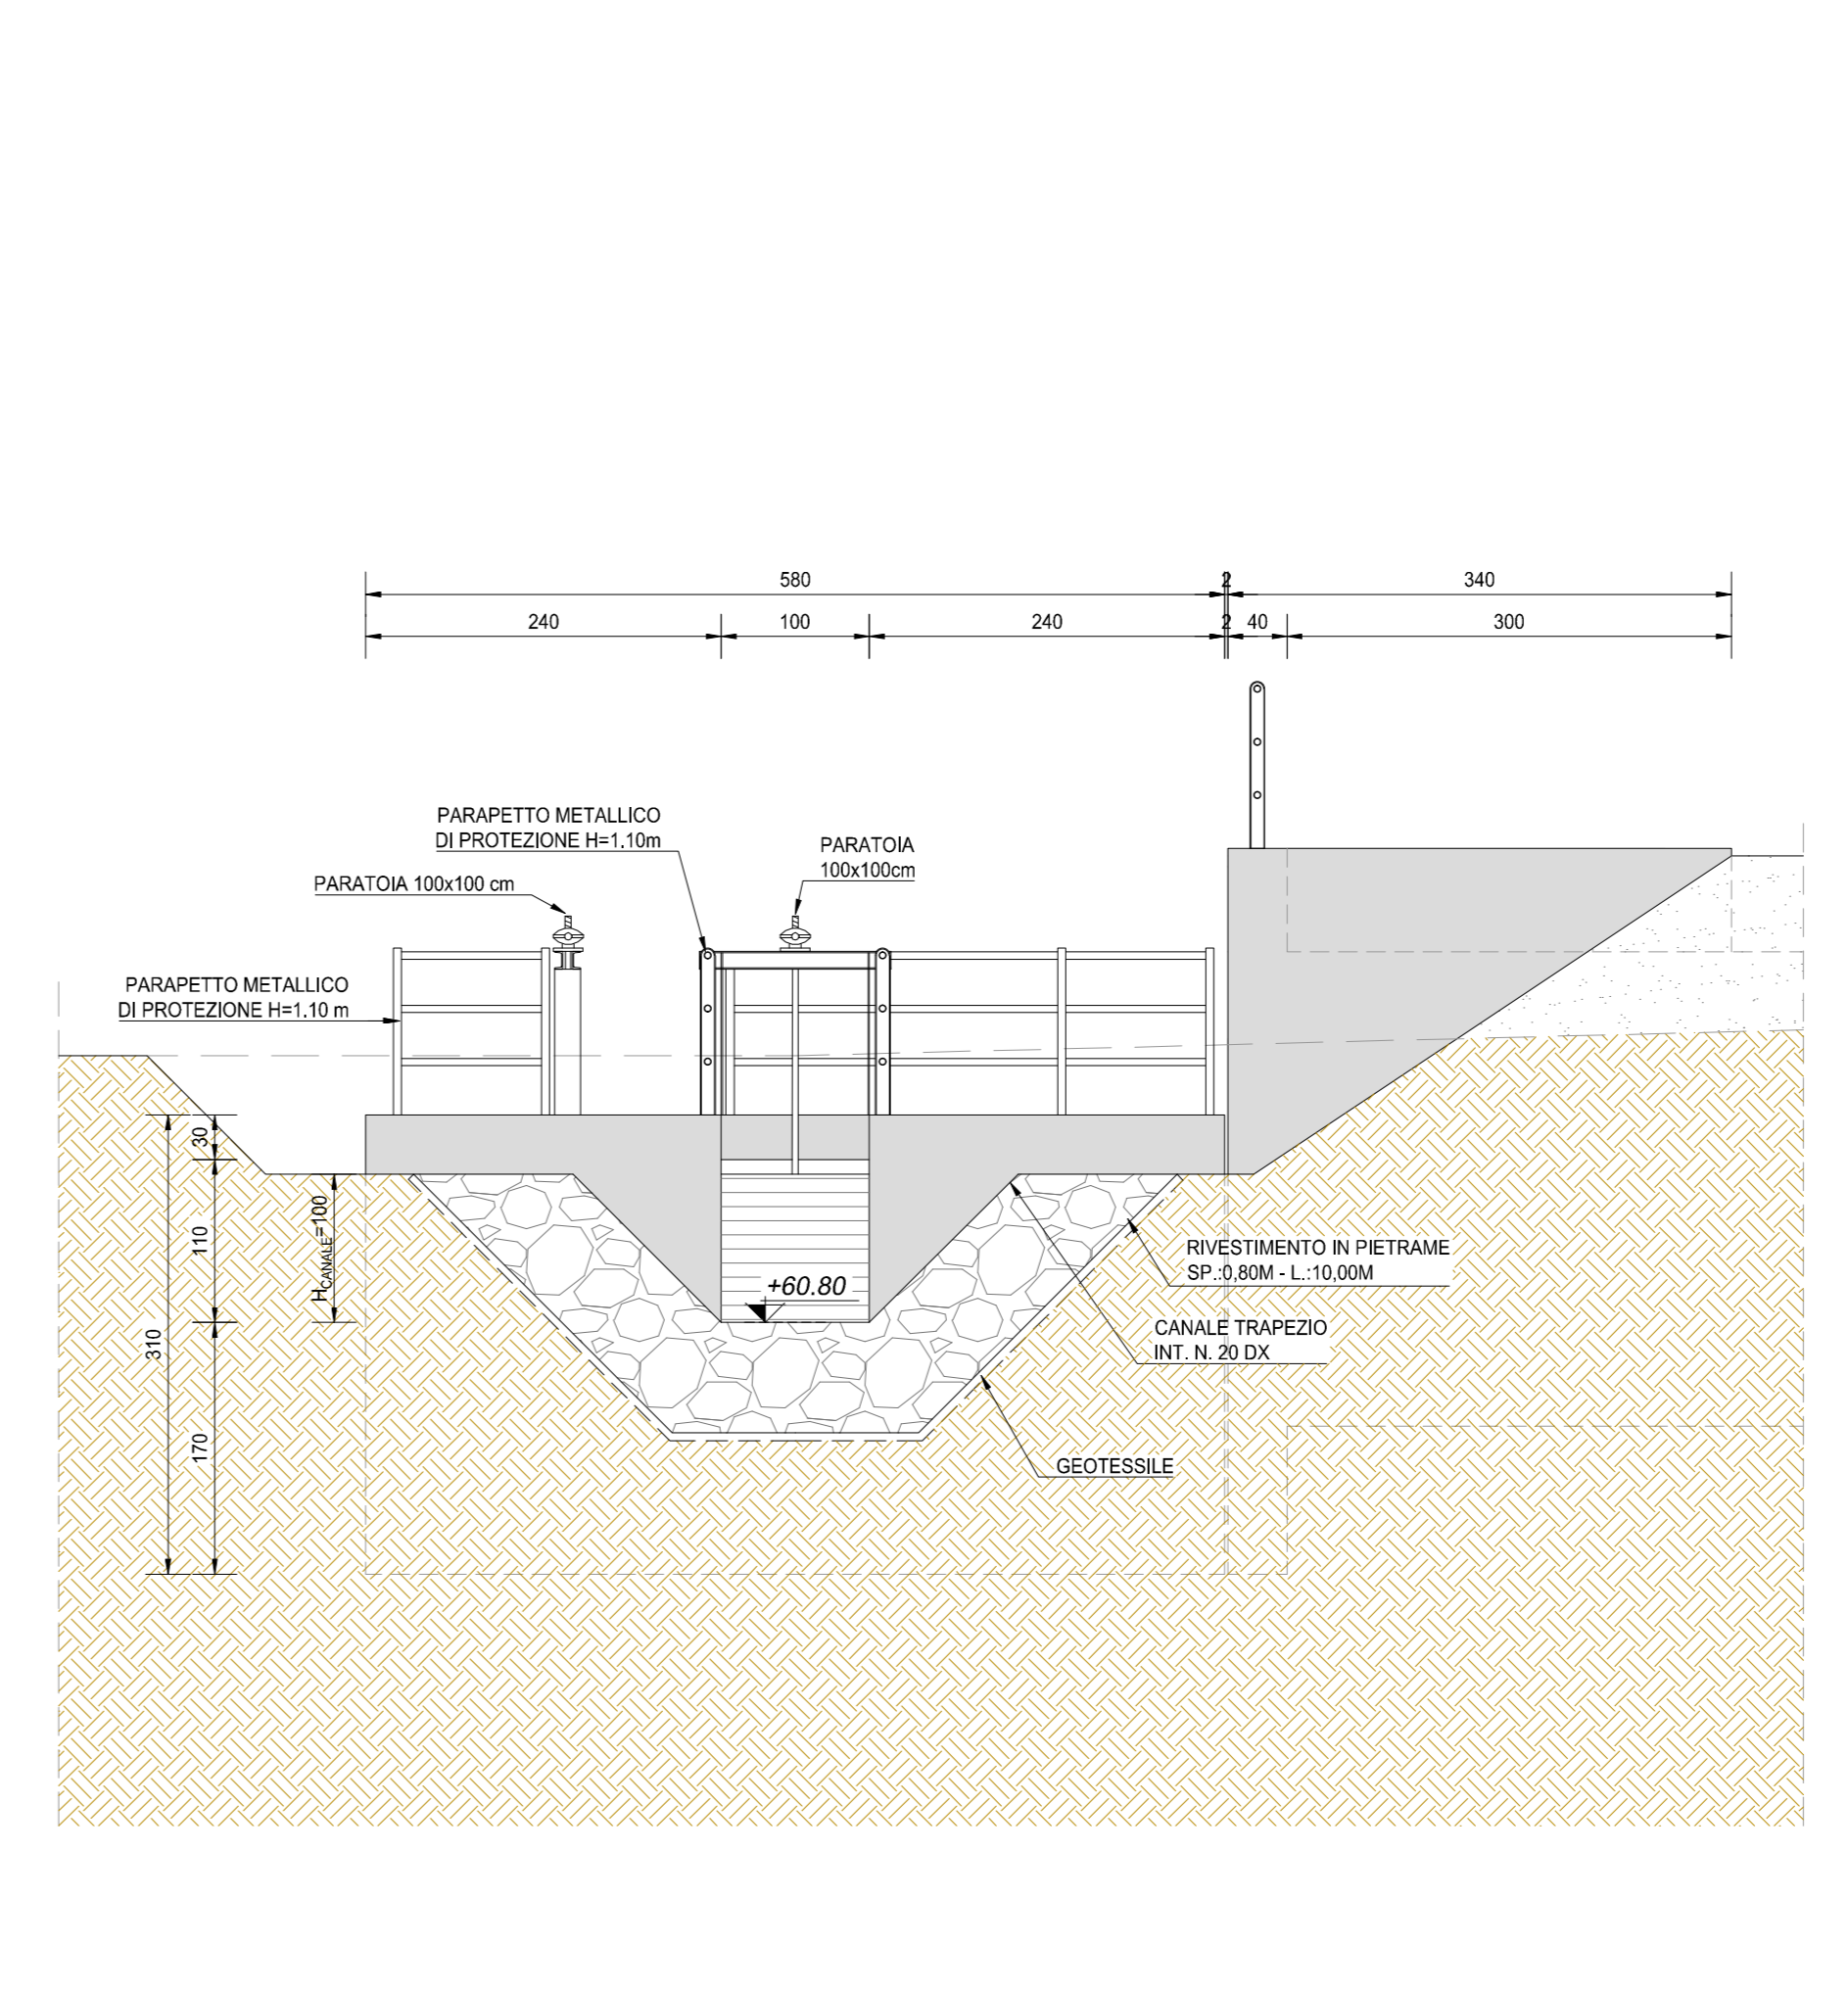 580
2
340
240
100
240
2
40
300
PARAPETTO METALLICO
DI PROTEZIONE H=1.10m
PARATOIA
100x100cm
PARATOIA 100x100 cm
PARAPETTO METALLICO
DI PROTEZIONE H=1.10 m
30
110
310
170
HCANALE=100
+60.80
RIVESTIMENTO IN PIETRAME
SP.:0,80M - L.:10,00M
CANALE TRAPEZIO
INT. N. 20 DX
GEOTESSILE